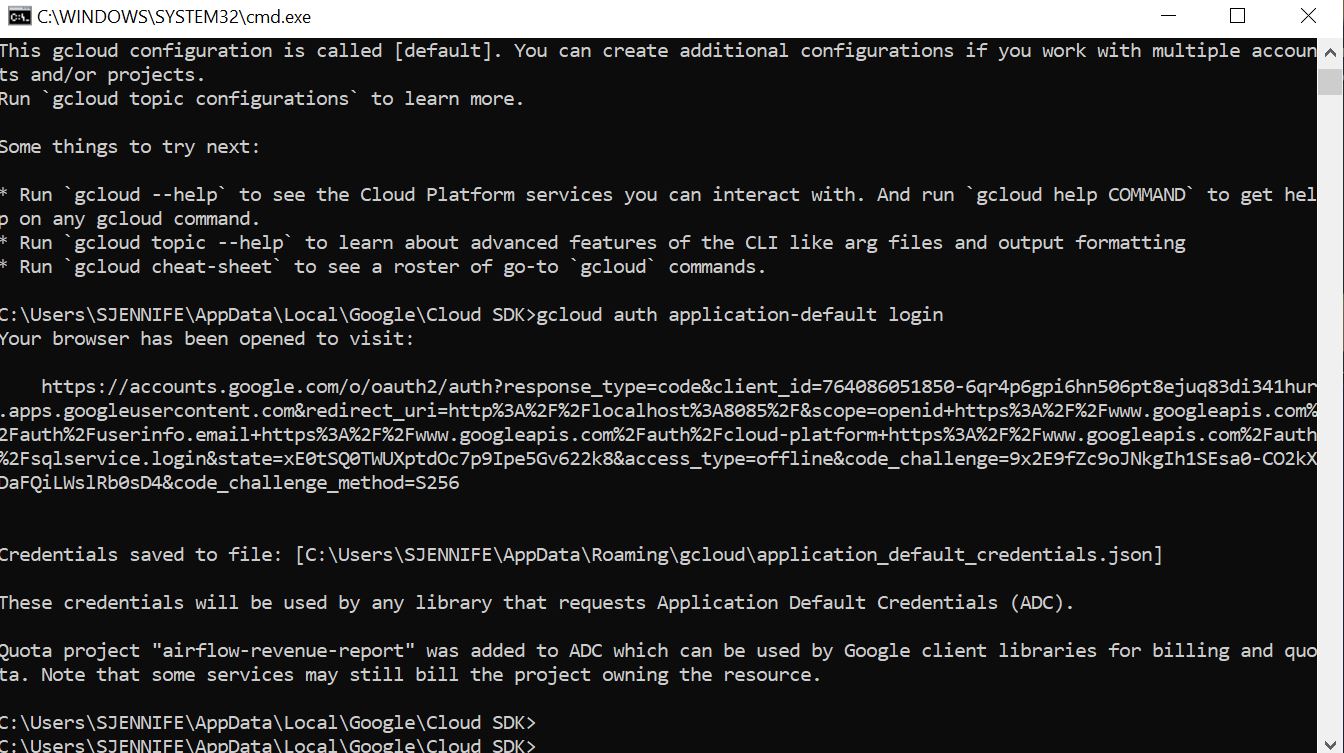 C:\WINDOWS\SYSTEM32\cmd.exe
This gcloud configuration is called [default]. You can create additional configurations if you work with multiple accoun
ts and/or projects.
Run `gcloud topic configurations` to learn more.
Some things to try next:
* Run `gcloud --help` to see the Cloud Platform services you can interact with. And run `gcloud help COMMAND` to get hel
p on any gcloud command.
* Run `gcloud topic --help` to learn about advanced features of the CLI like arg files and output formatting
* Run `gcloud cheat-sheet` to see a roster of go-to `gcloud` commands.
C:\Users\SJENNIFE\AppData\Local\Google\Cloud SDK>gcloud auth application-default login
Your browser has been opened to visit:
https://accounts.google.com/o/oauth2/auth?response_type=code&client_id=764086051850-6qr4p6gpi6hn506pt8ejuq83di341hur
.apps.googleusercontent.com&redirect_uri=http%3A%2F%2Flocalhost%3A8085%2F&scope=openid+https%3A%2F%2Fwww.googleapis.com%
2Fauth%2Fuserinfo.email+https%3A%2F%2Fwww.googleapis.com%2Fauth%2Fcloud-platform+https%3A%2F%2Fwww.googleapis.com%2Fauth
%2Fsqlservice.login&state=xE0tSQ0TWUXptdOc7p9Ipe5Gv622k8&access_type=offline&code_challenge=9x2E9fZc9oJNkgIh1SEsa0-CO2kX
DaFQiLWslRb0sD4&code_challenge_method=S256
Credentials saved to file: [C:\Users\SJENNIFE\AppData\Roaming\gcloud\application_default_credentials.json]
These credentials will be used by any library that requests Application Default Credentials (ADC).
Quota project "airflow-revenue-report" was added to ADC which can be used by Google client libraries for billing and quo
ta. Note that some services may still bill the project owning the resource.
C:\Users\SJENNIFE\AppData\Local\Google\Cloud SDK>
C:\Users\SJENNIFE\AppData\Local\Google\Cloud SDK>